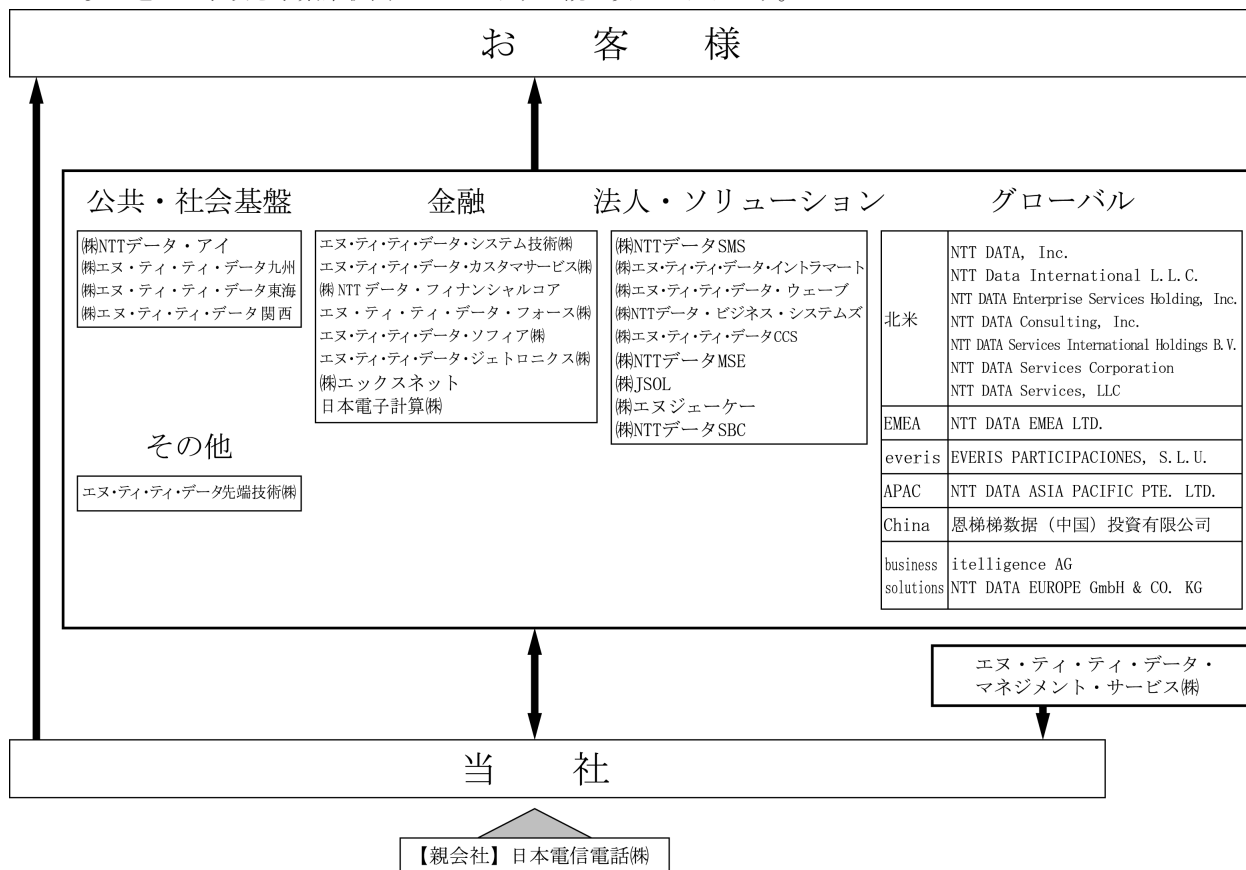 お客様
公共・社会基盤
㈱NTTデータ・アイ
㈱エヌ・ティ・ティ・データ九州
㈱エヌ・ティ・ティ・データ東海
㈱エヌ・ティ・ティ・データ関西
その他
エヌ・ティ・ティ・データ先端技術㈱
金融
エヌ・ティ・ティ・データ・システム技術㈱
エヌ・ティ・ティ・データ・カスタマサービス㈱
㈱NTTデータ・フィナンシャルコア
エヌ・ティ・ティ・データ・フォース㈱
エヌ・ティ・ティ・データ・ソフィア㈱
エヌ・ティ・ティ・データ・ジェトロニクス㈱
㈱エックスネット
日本電子計算㈱
法人・ソリューション
㈱NTTデータSMS
㈱エヌ・ティ・ティ・データ・イントラマート
㈱エヌ・ティ・ティ・データ・ウェーブ
㈱NTTデータ・ビジネス・システムズ
㈱エヌ・ティ・ティ・データCCS
㈱NTTデータMSE
㈱JSOL
㈱エヌジェーケー
㈱NTTデータSBC
グローバル
北米
NTT DATA, Inc.
NTT Data International L.L.C.
NTT DATA Enterprise Services Holding, Inc.
NTT DATA Consulting, Inc.
NTT DATA Services International Holdings B.V.
NTT DATA Services Corporation
NTT DATA Services, LLC
EMEA
NTT DATA EMEA LTD.
everis
EVERIS PARTICIPACIONES, S.L.U.
APAC
NTT DATA ASIA PACIFIC PTE. LTD.
China
恩梯梯数据（中国）投資有限公司
business
solutions
itelligence AG
NTT DATA EUROPE GmbH & CO. KG
エヌ・ティ・ティ・データ・
マネジメント・サービス㈱
当社
【親会社】日本電信電話㈱